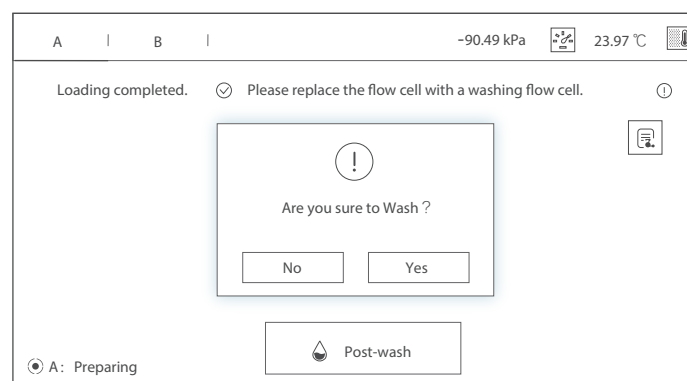 A | B | -90.49 kPa 23.97 ℃
Loading completed. Please replace the flow cell with a washing flow cell.
Are you sure to Wash？
No Yes
Post-wash
A: Preparing